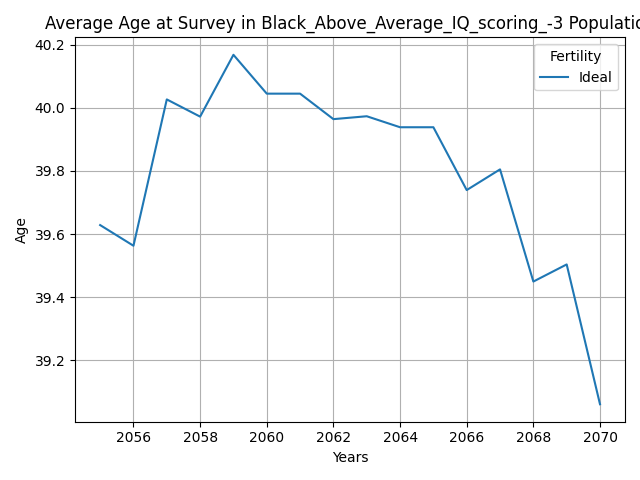 Average Age at Survey in Black_Above_Average_IQ_scoring_-3 Populatio
40.2
40.0
39.8
39.6
39.4
39.2
Age
Fertility
Ideal
2056 2058 2060 2062 2064 2066 2068 2070
Years